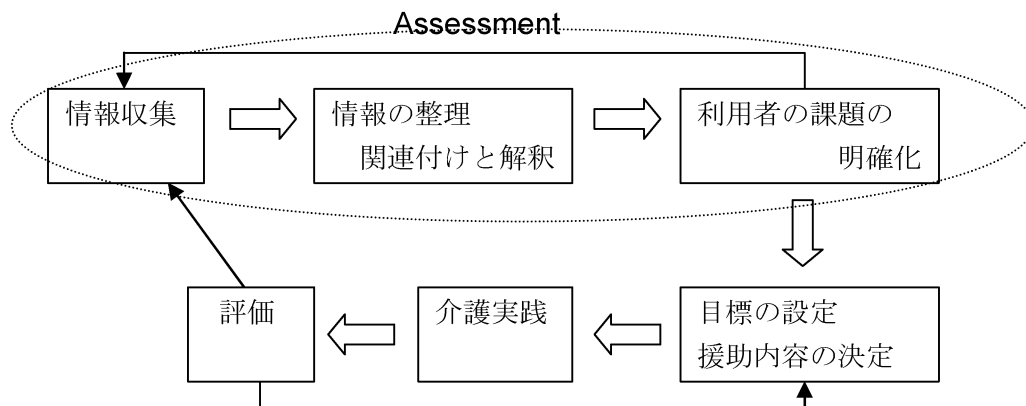 Assessment
情報収集
情報の整理
関連付けと解釈
利用者の課題の
明確化
評価
介護実践
目標の設定
援助内容の決定